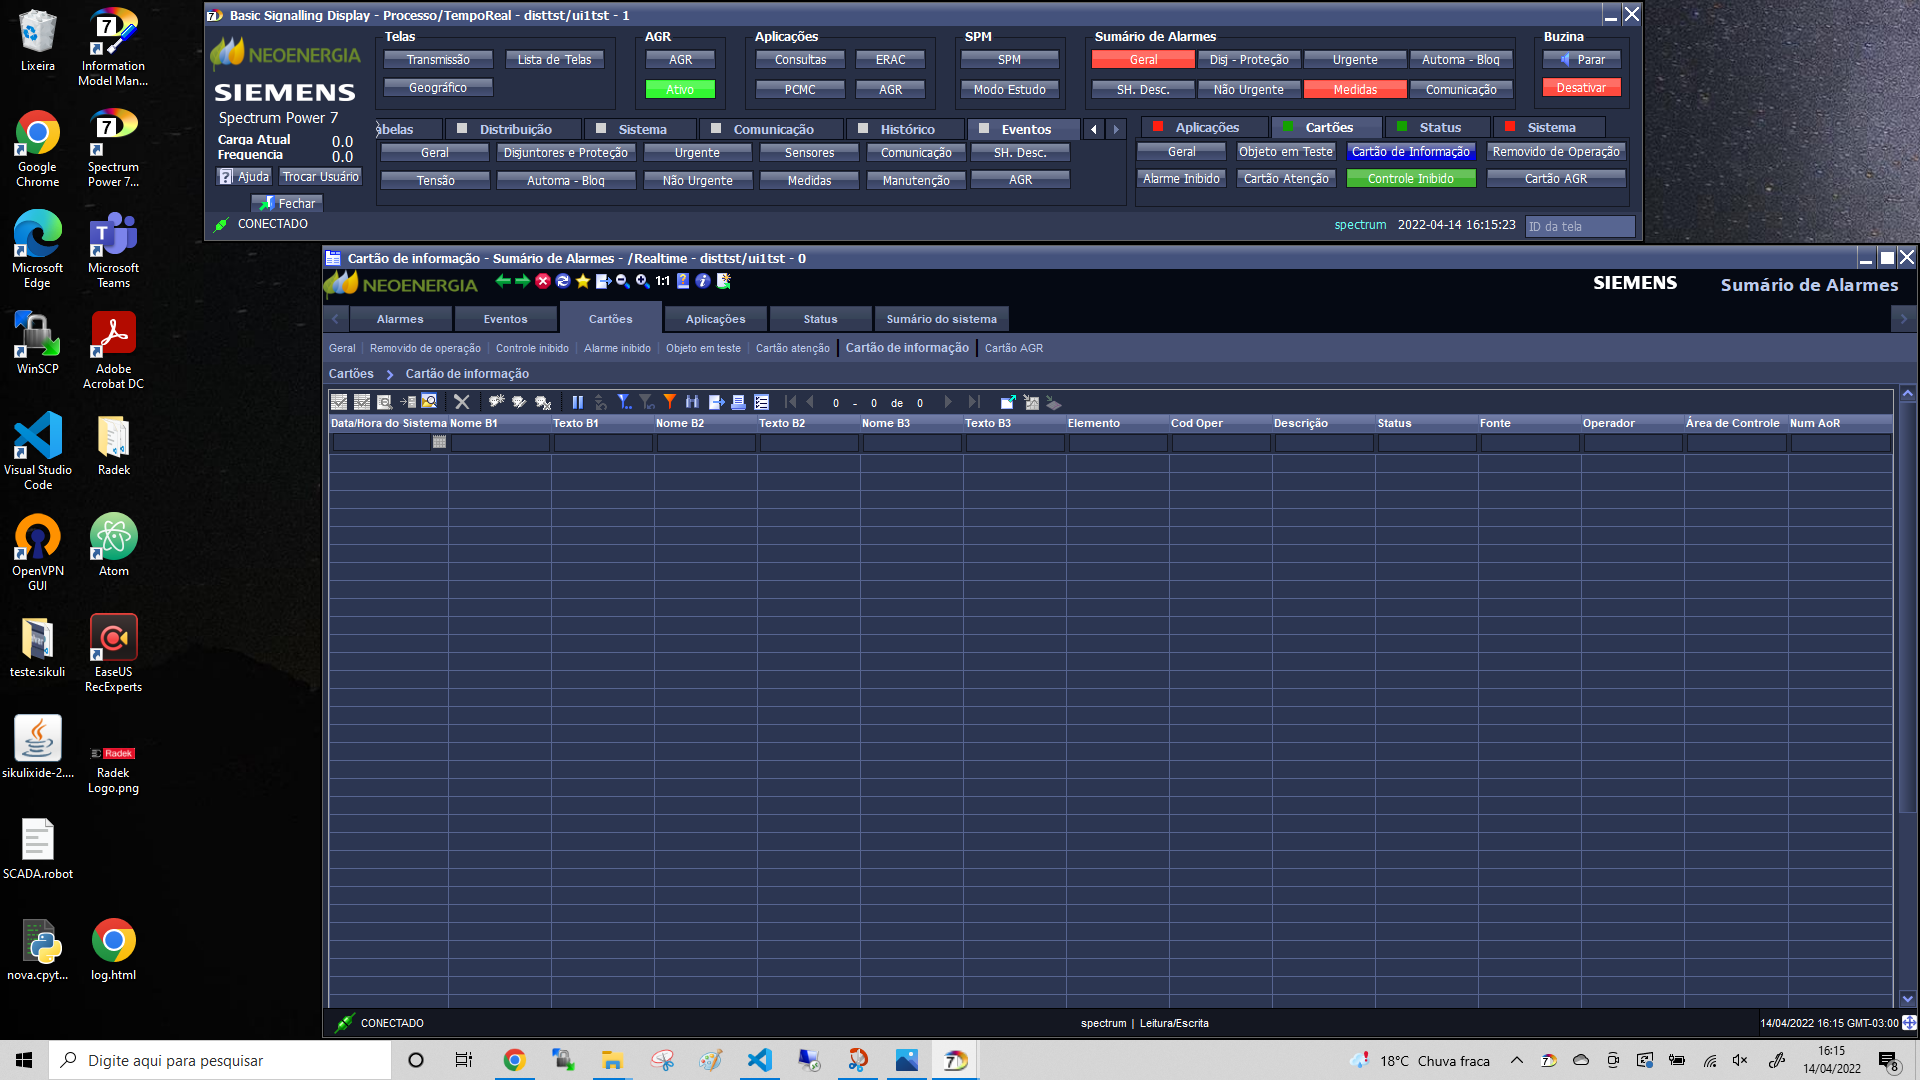 Lixeira
Information
Model Man...
Google
Chrome
Spectrum
Power 7...
Microsoft
Edge
Microsoft
Teams
WinSCP
Adobe
Acrobat DC
Visual Studio
Code
Radek
OpenVPN
GUI
Atom
teste.sikuli
EaseUS
RecExperts
sikulixide-2....
Radek
Radek
Logo.png
SCADA.robot
nova.cpyt...
log.html
Basic Signalling Display - Processo/TempoReal - disttst/ui1tst - 1
NEOENERGIA
SIEMENS
Spectrum Power 7
Carga Atual 0.0
Frequencia 0.0
Ajuda Trocar Usuário
Fechar
CONECTADO
Telas
Transmissão Lista de Telas
Geográfico
AGR
AGR
Ativo
Aplicações
Consultas ERAC
PCMC AGR
SPM
SPM
Modo Estudo
Sumário de Alarmes
Geral Disj - Proteção Urgente Automa - Bloq
SH. Desc. Não Urgente Medidas Comunicação
Buzina
Parar
Desativar
abelas Distribuição Sistema Comunicação Histórico Eventos
Geral Disjuntores e Proteção Urgente Sensores Comunicação SH. Desc.
Tensão Automa - Bloq Não Urgente Medidas Manutenção AGR
Aplicações Cartões Status Sistema
Geral Objeto em Teste Cartão de Informação Removido de Operação
Alarme Inibido Cartão Atenção Controle Inibido Cartão AGR
spectrum 2022-04-14 16:15:23 ID da tela
Cartão de informação - Sumário de Alarmes - /Realtime - disttst/ui1tst - 0
NEOENERGIA
1:1
SIEMENS Sumário de Alarmes
Alarmes Eventos Cartões Aplicações Status Sumário do sistema
Geral Removido de operação Controle inibido Alarme inibido Objeto em teste Cartão atenção Cartão de informação Cartão AGR
Cartões > Cartão de informação
0 - 0 de 0
Data/Hora do Sistema Nome B1 Texto B1 Nome B2 Texto B2 Nome B3 Texto B3 Elemento Cod Oper Descrição Status Fonte Operador Área de Controle Num AoR
CONECTADO
spectrum | Leitura/Escrita
14/04/2022 16:15 GMT-03:00
Digite aqui para pesquisar
18°C Chuva fraca
16:15
14/04/2022
8